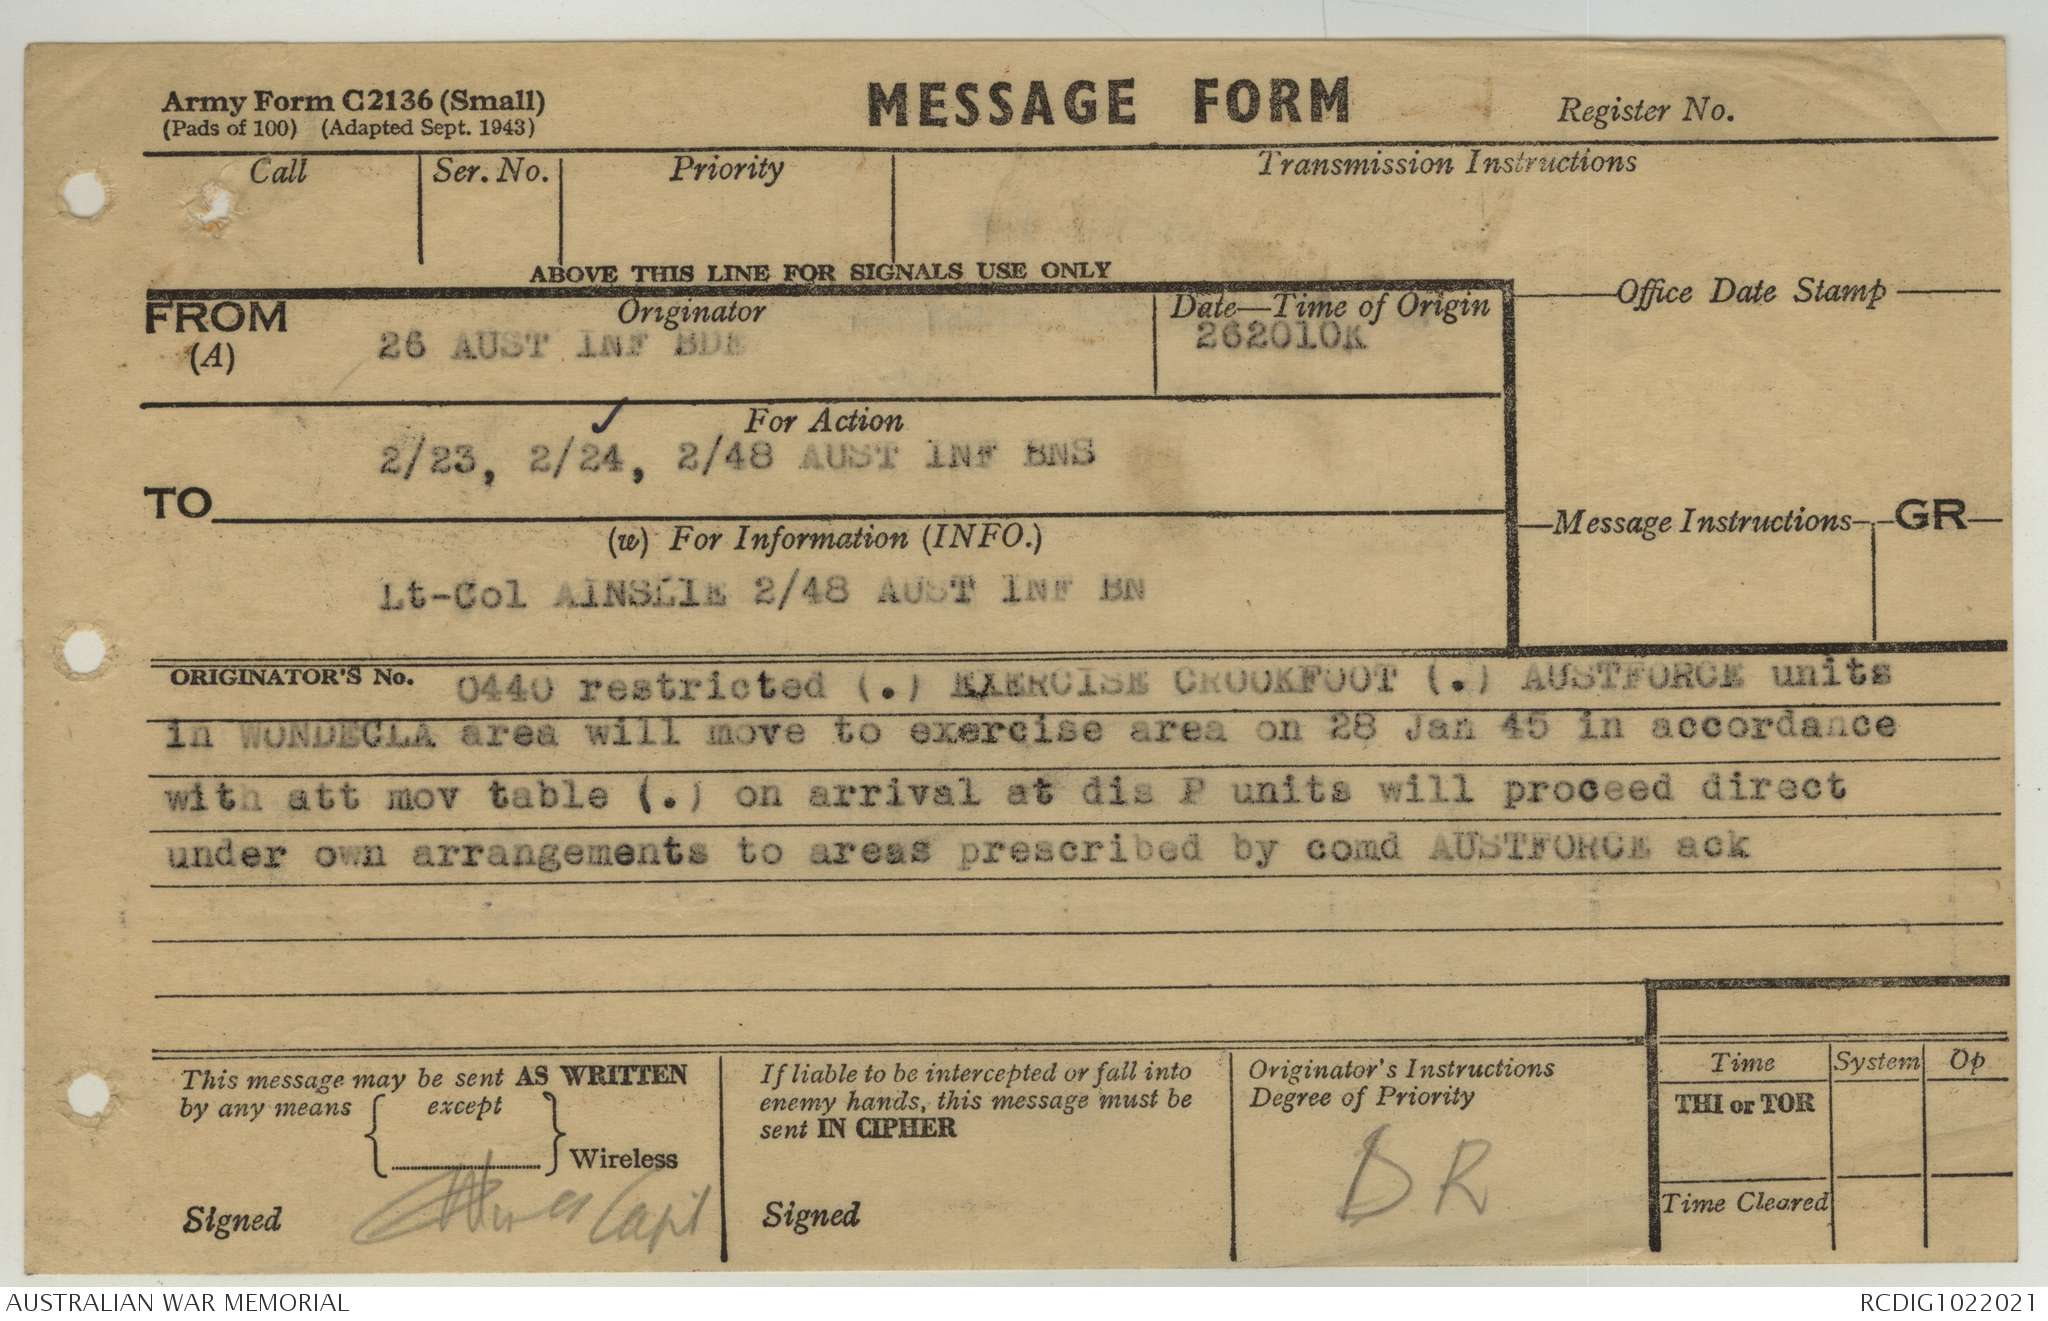 Army Form C2136 (Small)
(Pads of 100) (Adapted Sept. 1943)
MESSAGE FORM
Register No.
Call
Ser. No.
Priority
Transmission Instructions
ABOVE THIS LINE FOR SIGNALS USE ONLY
FROM
(A)
Originator
26 AUST INF BDE
Date—Time of Origin
262010K
Office Date Stamp
For Action
2/23, 2/24, 2/48 AUST INF BNS
TO
(w) For Information (INFO.)
Message Instructions
GR
Lt-Col AINSLIE 2/48 AUST INF BN
ORIGINATOR'S No. O440 restricted (.) EXERCISE CROOKFOOT (.) AUSTFORCE units
in WONDECLA area will move to exercise area on 28 Jan 45 in accordance
with att mov table (.) on arrival at dis P units will proceed direct
under own arrangements to areas prescribed by comd AUSTFORCE ack
This message may be sent AS WRITTEN
by any means { except
} Wireless
Signed
Capt
If liable to be intercepted or fall into
enemy hands, this message must be
sent IN CIPHER
Signed
Originator's Instructions
Degree of Priority
DR
Time
System
Op
THI or TOR
Time Cleared
AUSTRALIAN WAR MEMORIAL
RCDIG1022021